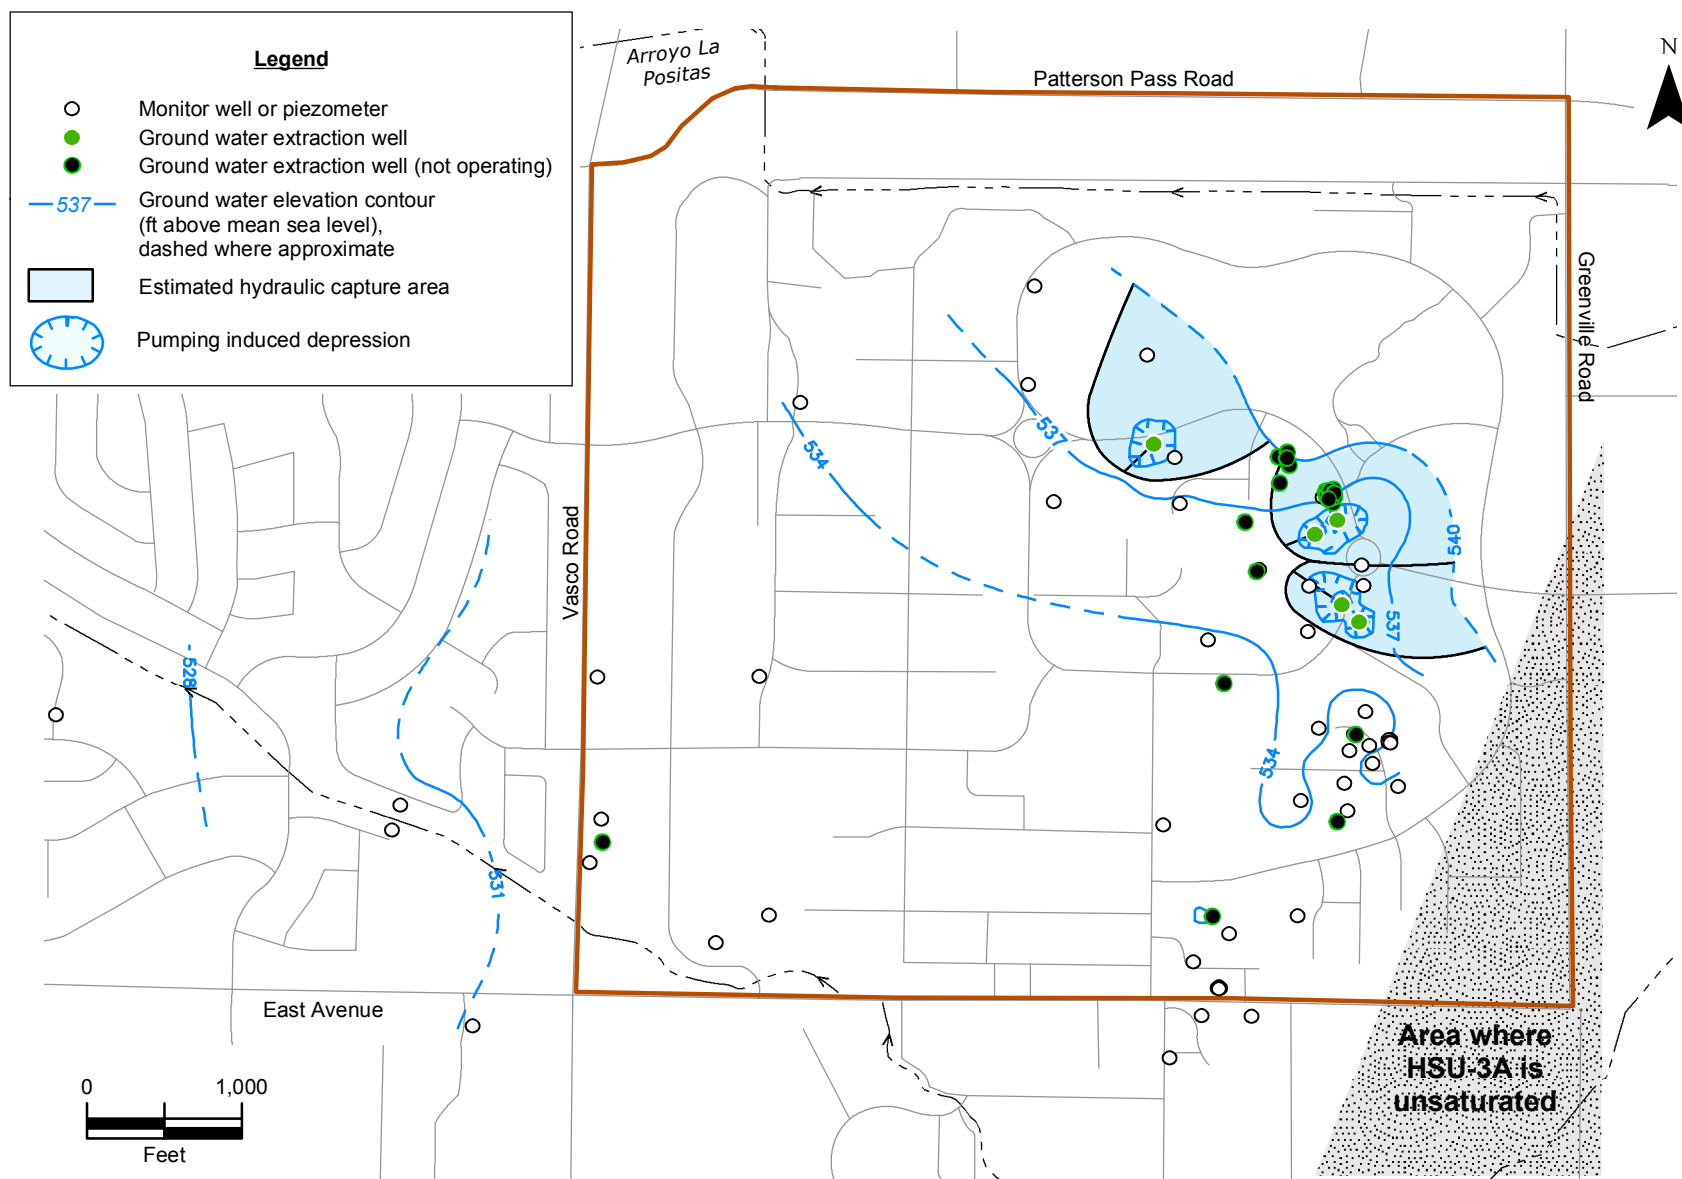 Legend
Monitor well or piezometer
Ground water extraction well
Ground water extraction well (not operating)
537
Ground water elevation contour
(ft above mean sea level),
dashed where approximate
Estimated hydraulic capture area
Pumping induced depression
Arroyo La
Positas
Patterson Pass Road
N
Greenville Road
537
534
540
Vasco Road
537
528
534
531
East Avenue
Area where
HSU-3A is
unsaturated
0
1,000
Feet